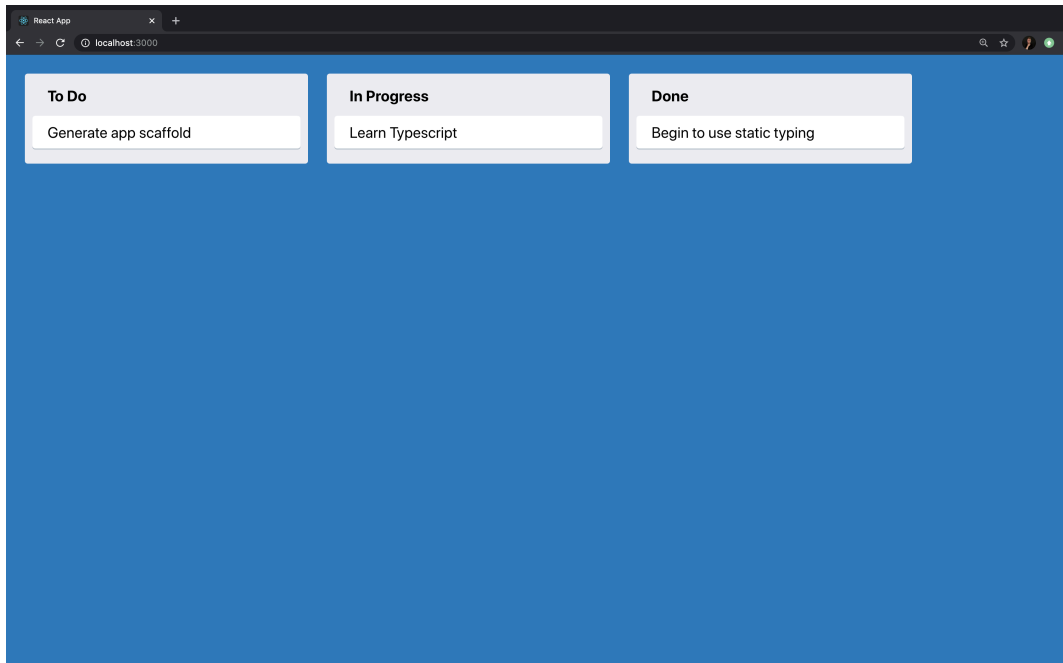 React App
localhost:3000
To Do
Generate app scaffold
In Progress
Learn Typescript
Done
Begin to use static typing